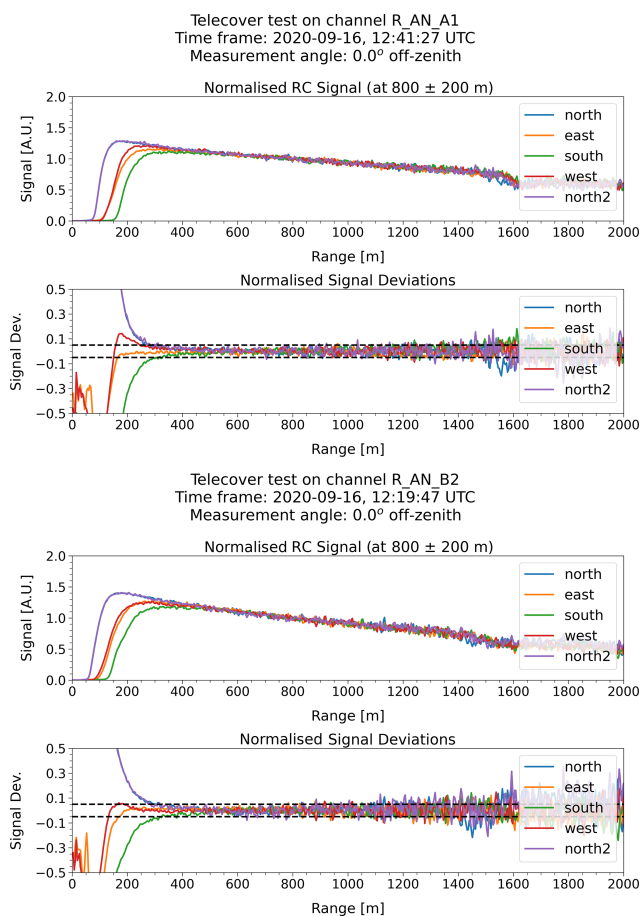 Telecover test on channel R_AN_A1
Time frame: 2020-09-16, 12:41:27 UTC
Measurement angle: 0.0° off-zenith
Normalised RC Signal (at 800 ± 200 m)
Signal [A.U.]
2.0
1.5
1.0
0.5
0.0
north
east
south
west
north2
0 200 400 600 800 1000 1200 1400 1600 1800 2000
Range [m]
Normalised Signal Deviations
Signal Dev.
0.5
0.3
0.1
−0.1
−0.3
−0.5
north
east
south
west
north2
0 200 400 600 800 1000 1200 1400 1600 1800 2000
Range [m]
Telecover test on channel R_AN_B2
Time frame: 2020-09-16, 12:19:47 UTC
Measurement angle: 0.0° off-zenith
Normalised RC Signal (at 800 ± 200 m)
Signal [A.U.]
2.0
1.5
1.0
0.5
0.0
north
east
south
west
north2
0 200 400 600 800 1000 1200 1400 1600 1800 2000
Range [m]
Normalised Signal Deviations
Signal Dev.
0.5
0.3
0.1
−0.1
−0.3
−0.5
north
east
south
west
north2
0 200 400 600 800 1000 1200 1400 1600 1800 2000
Range [m]